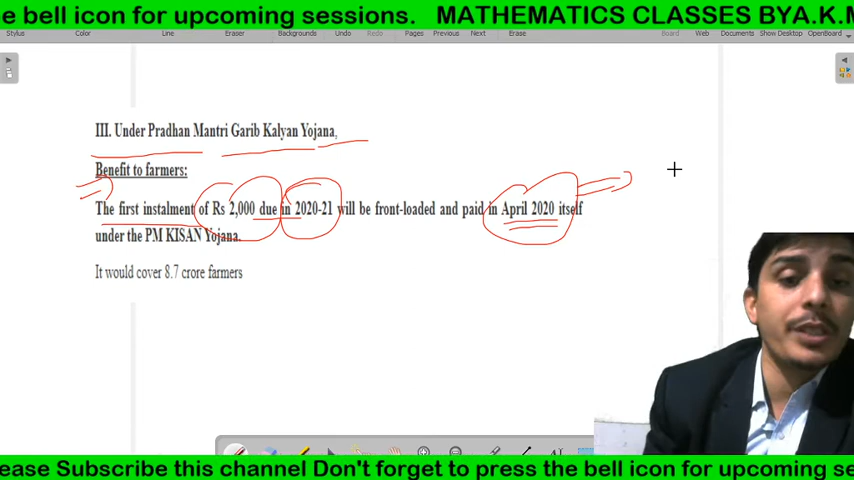 e bell icon for upcoming sessions. MATHEMATICS CLASSES BYA.K.M
Stylus Color Line Eraser Backgrounds Undo Redo Pages Previous Next Erase Board Web Documents Show Desktop OpenBoard
III. Under Pradhan Mantri Garib Kalyan Yojana,
Benefit to farmers:
The first instalment of Rs 2,000 due in 2020-21 will be front-loaded and paid in April 2020 itself
under the PM KISAN Yojana.
It would cover 8.7 crore farmers
ease Subscribe this channel Don't forget to press the bell icon for upcoming se